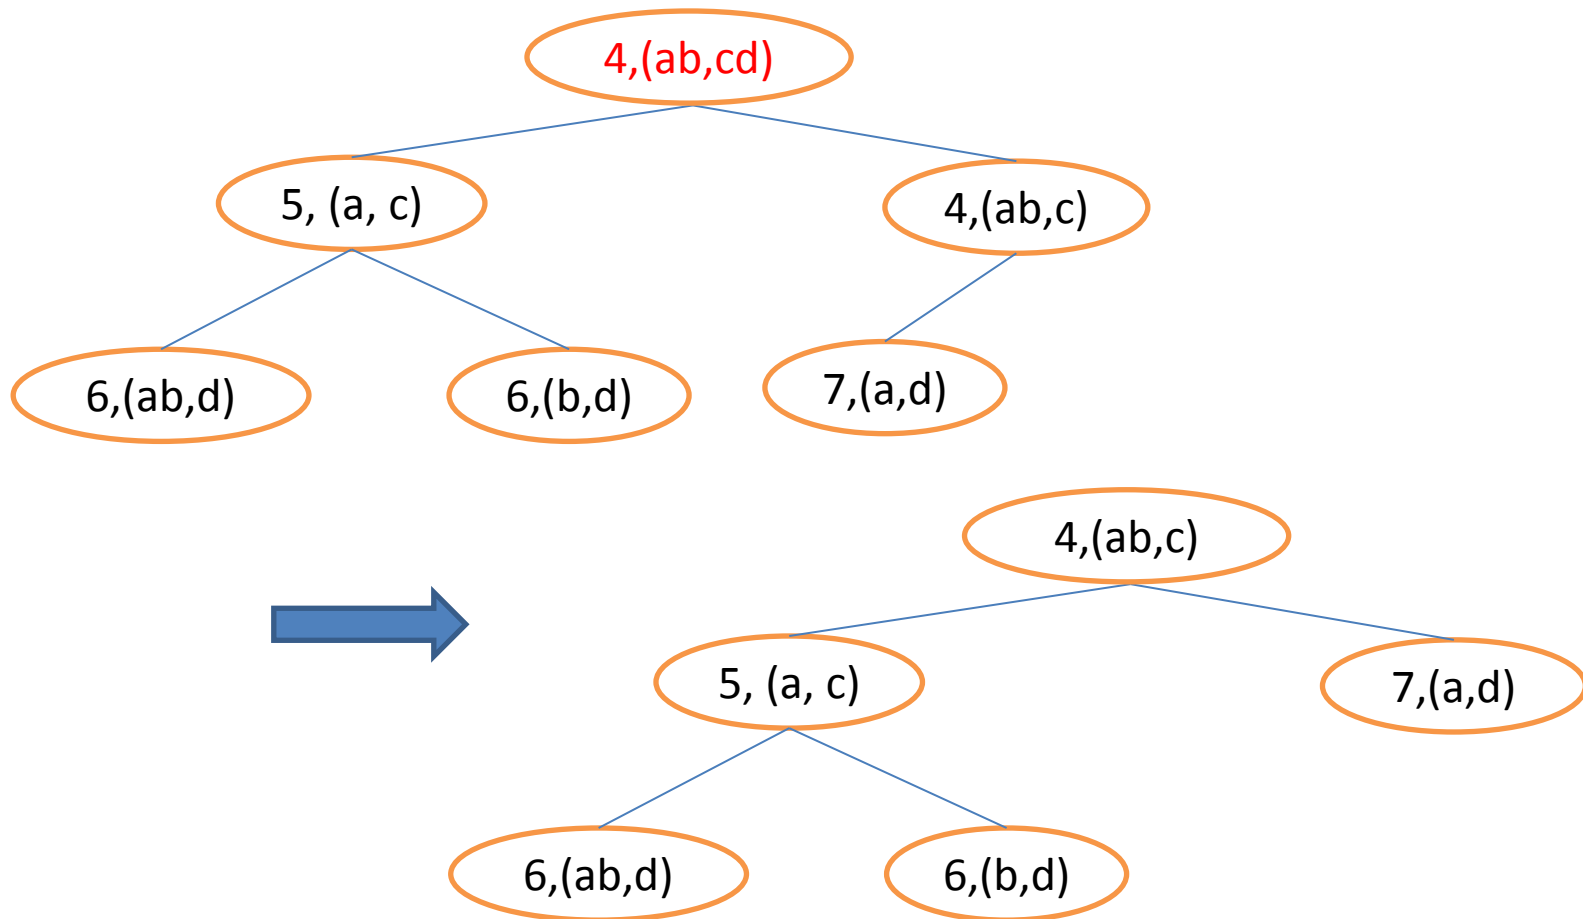 4,(ab,cd)
5, (a, c)
4,(ab,c)
6,(ab,d)
6,(b,d)
7,(a,d)
4,(ab,c)
5, (a, c)
7,(a,d)
6,(ab,d)
6,(b,d)